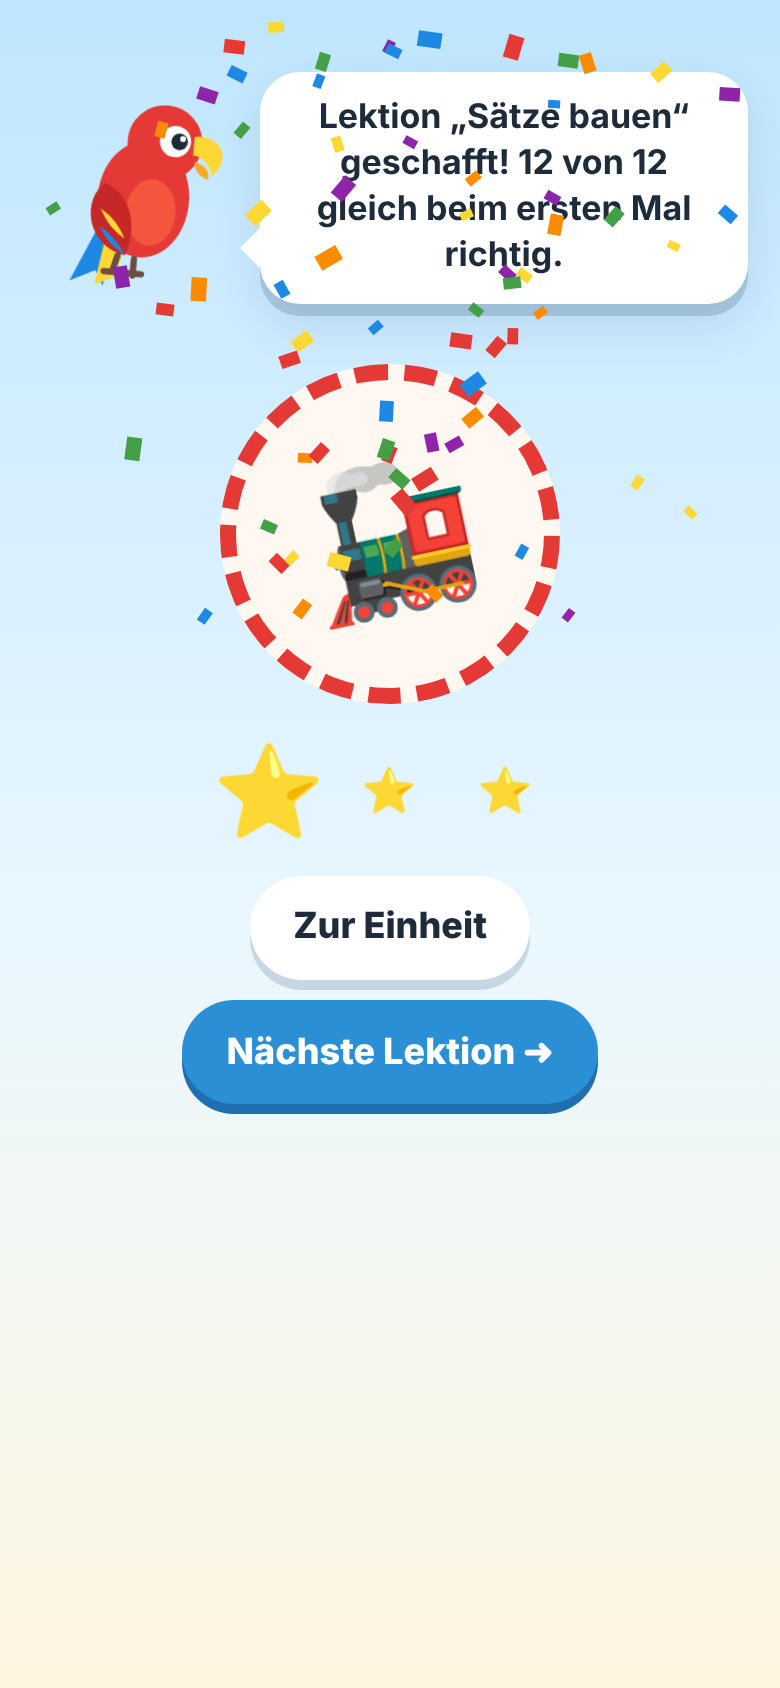 Lektion „Sätze bauen“
geschafft! 12 von 12
gleich beim ersten Mal
richtig.
Zur Einheit
Nächste Lektion ➜